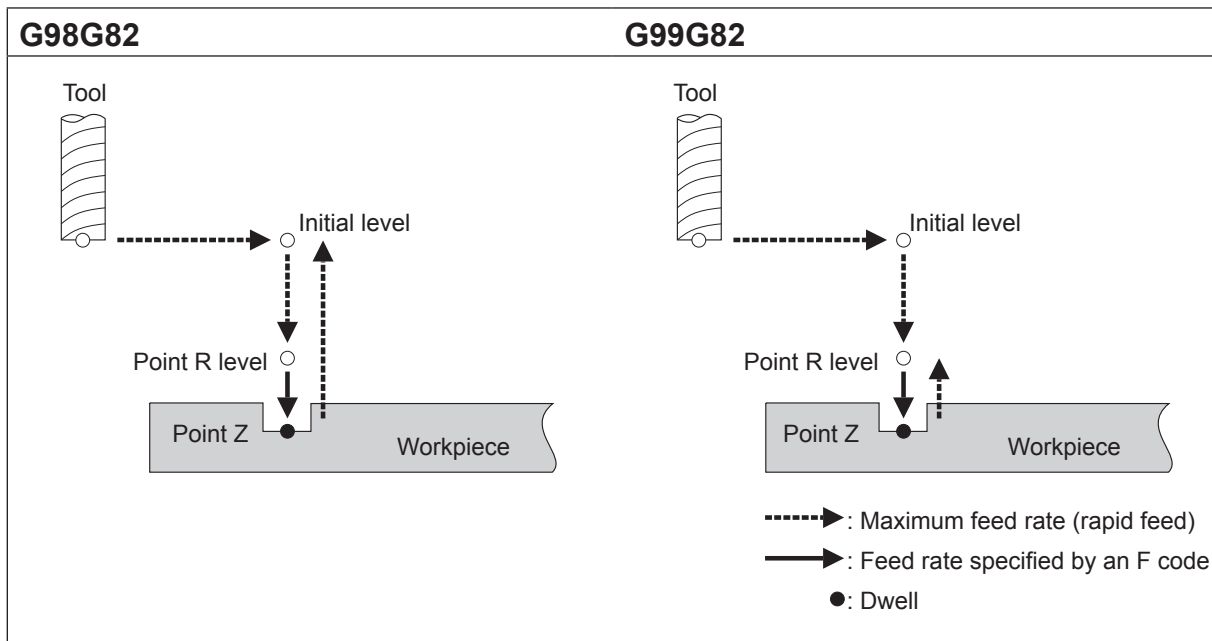 G98G82
G99G82
Tool
Initial level
Point R level
Point Z
Workpiece
Tool
Initial level
Point R level
Point Z
Workpiece
: Maximum feed rate (rapid feed)
: Feed rate specified by an F code
: Dwell